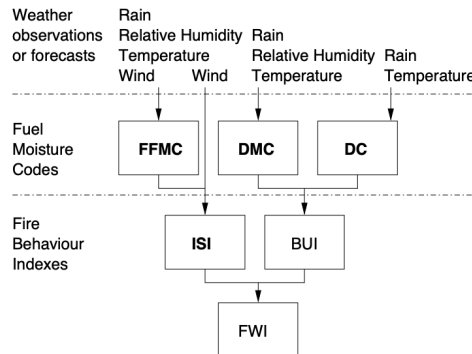 Weather
observations
or forecasts
Rain
Relative Humidity
Temperature
Wind
Wind
Rain
Relative Humidity
Temperature
Rain
Temperature
Fuel
Moisture
Codes
FFMC
DMC
DC
Fire
Behaviour
Indexes
ISI
BUI
FWI